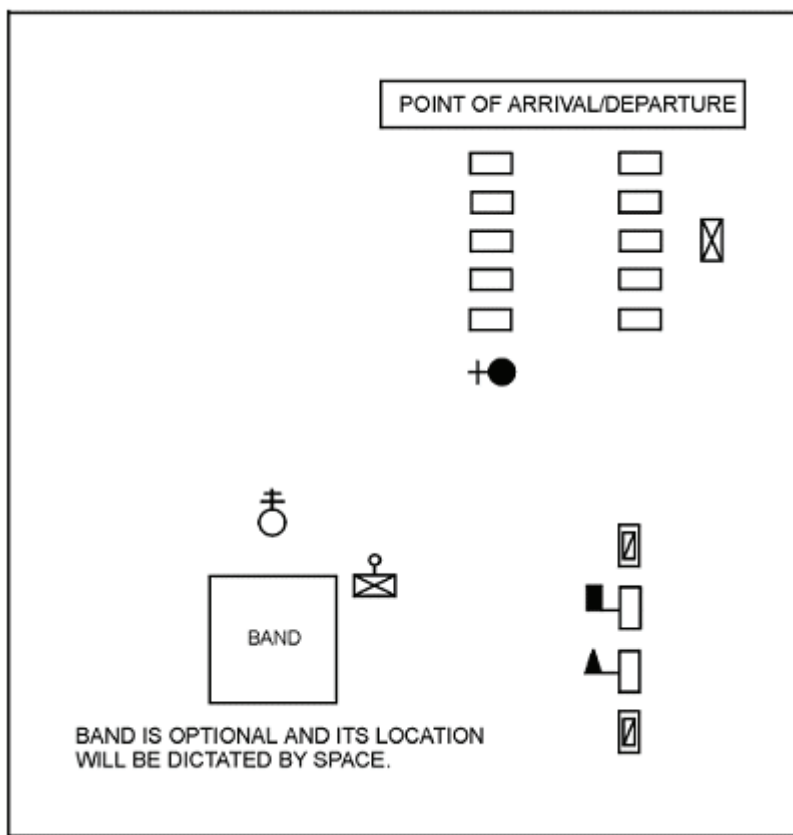 POINT OF ARRIVAL/DEPARTURE
BAND
BAND IS OPTIONAL AND ITS LOCATION
WILL BE DICTATED BY SPACE.